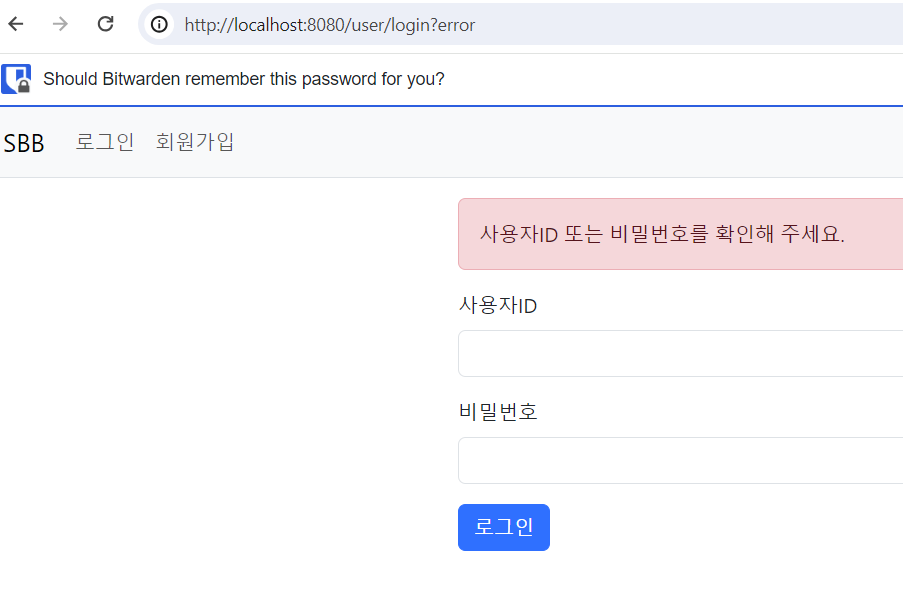 http://localhost:8080/user/login?error
Should Bitwarden remember this password for you?
SBB 로그인 회원가입
사용자ID 또는 비밀번호를 확인해 주세요.
사용자ID
비밀번호
로그인